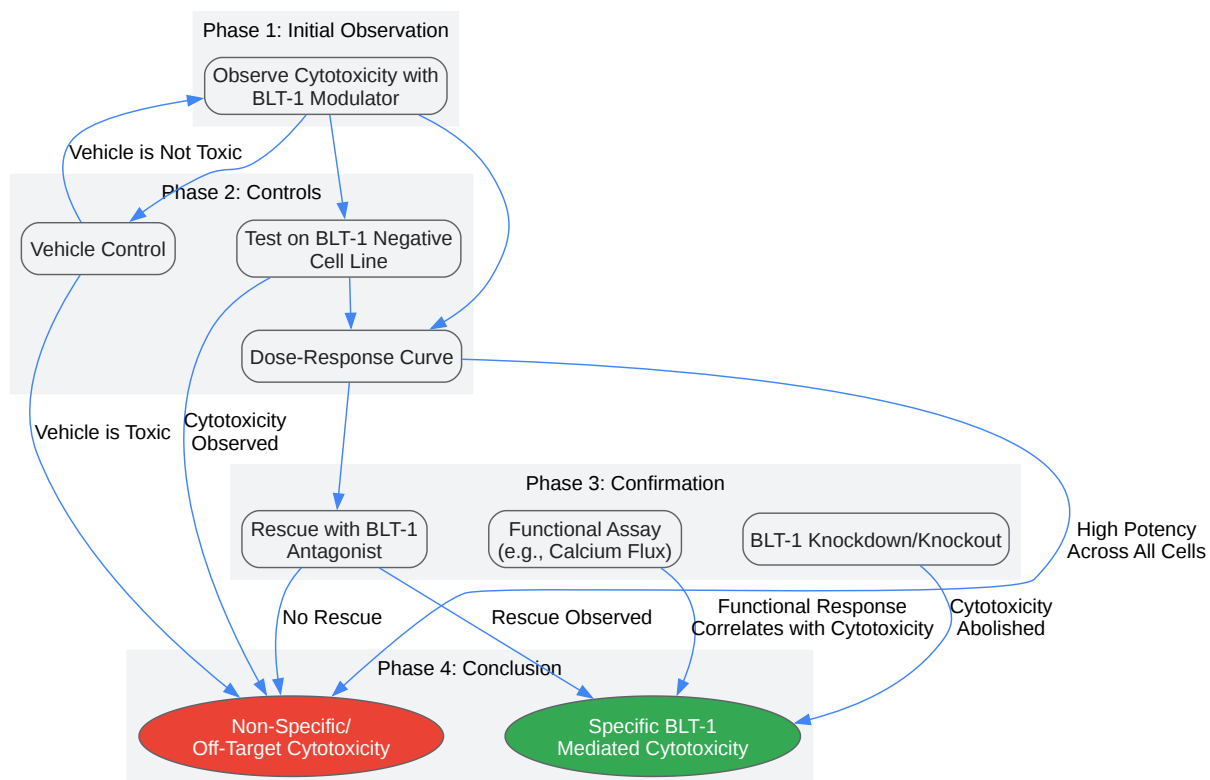 Phase 1: Initial Observation
Observe Cytotoxicity with
BLT-1 Modulator
Vehicle is Not Toxic
Phase 2: Controls
Vehicle Control
Test on BLT-1 Negative
Cell Line
Dose-Response Curve
Vehicle is Toxic
Cytotoxicity
Observed
Phase 3: Confirmation
Rescue with BLT-1
Antagonist
Functional Assay
(e.g., Calcium Flux)
BLT-1 Knockdown/Knockout
High Potency
Across All Cells
No Rescue
Rescue Observed
Functional Response
Correlates with Cytotoxicity
Cytotoxicity
Abolished
Phase 4: Conclusion
Non-Specific/
Off-Target Cytotoxicity
Specific BLT-1
Mediated Cytotoxicity